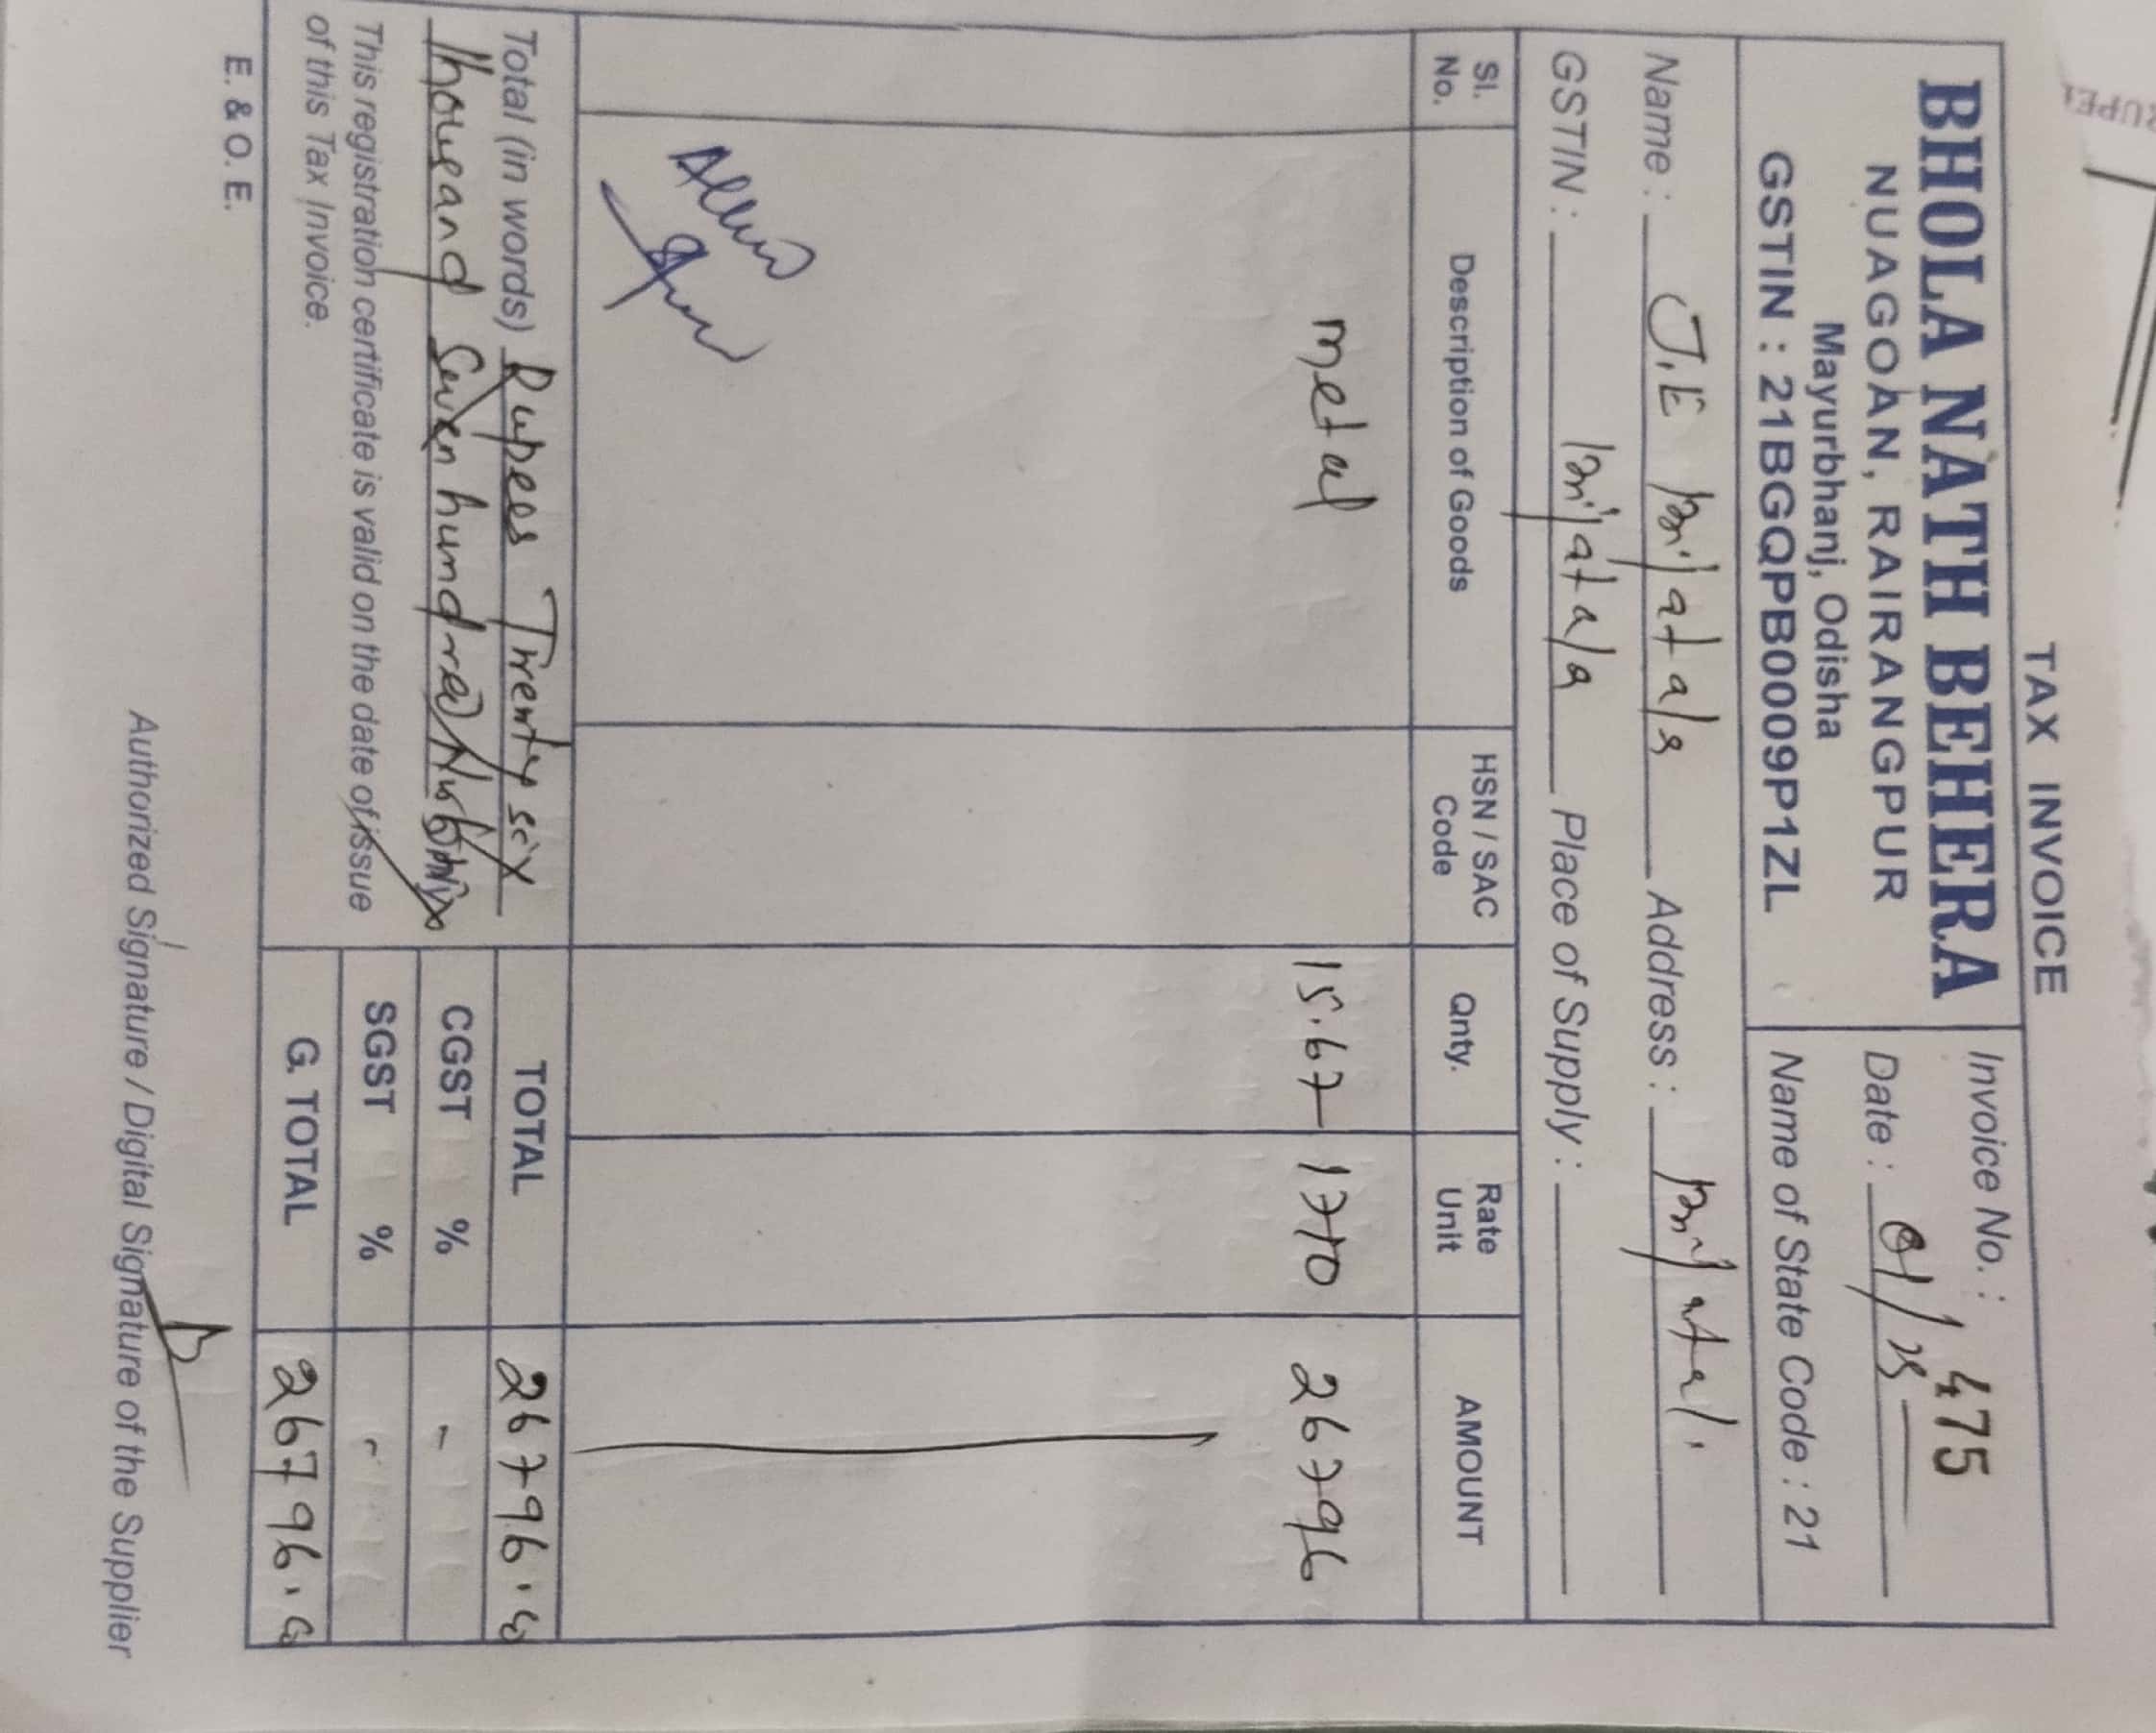 TAX INVOICE
BHOLA NATH BEHERA
NUAGOAN, RAIRANGPUR
Mayurbhanj, Odisha
GSTIN : 21BGQPB0009P1ZL
Invoice No. : 475
Date : 01/25
Name of State Code : 21
Name : J.E Address :
GSTIN : Place of Supply :
Sl. No. Description of Goods HSN / SAC Code Qnty. Rate Unit AMOUNT
metal 15.67 1710 26796
Total (in words) Rupees Twenty six
thousand Seven hundred
This registration certificate is valid on the date of issue
of this Tax Invoice.
TOTAL 26796.
CGST % -
SGST % -
G. TOTAL 26796.
E. & O. E.
Authorized Signature / Digital Signature of the Supplier